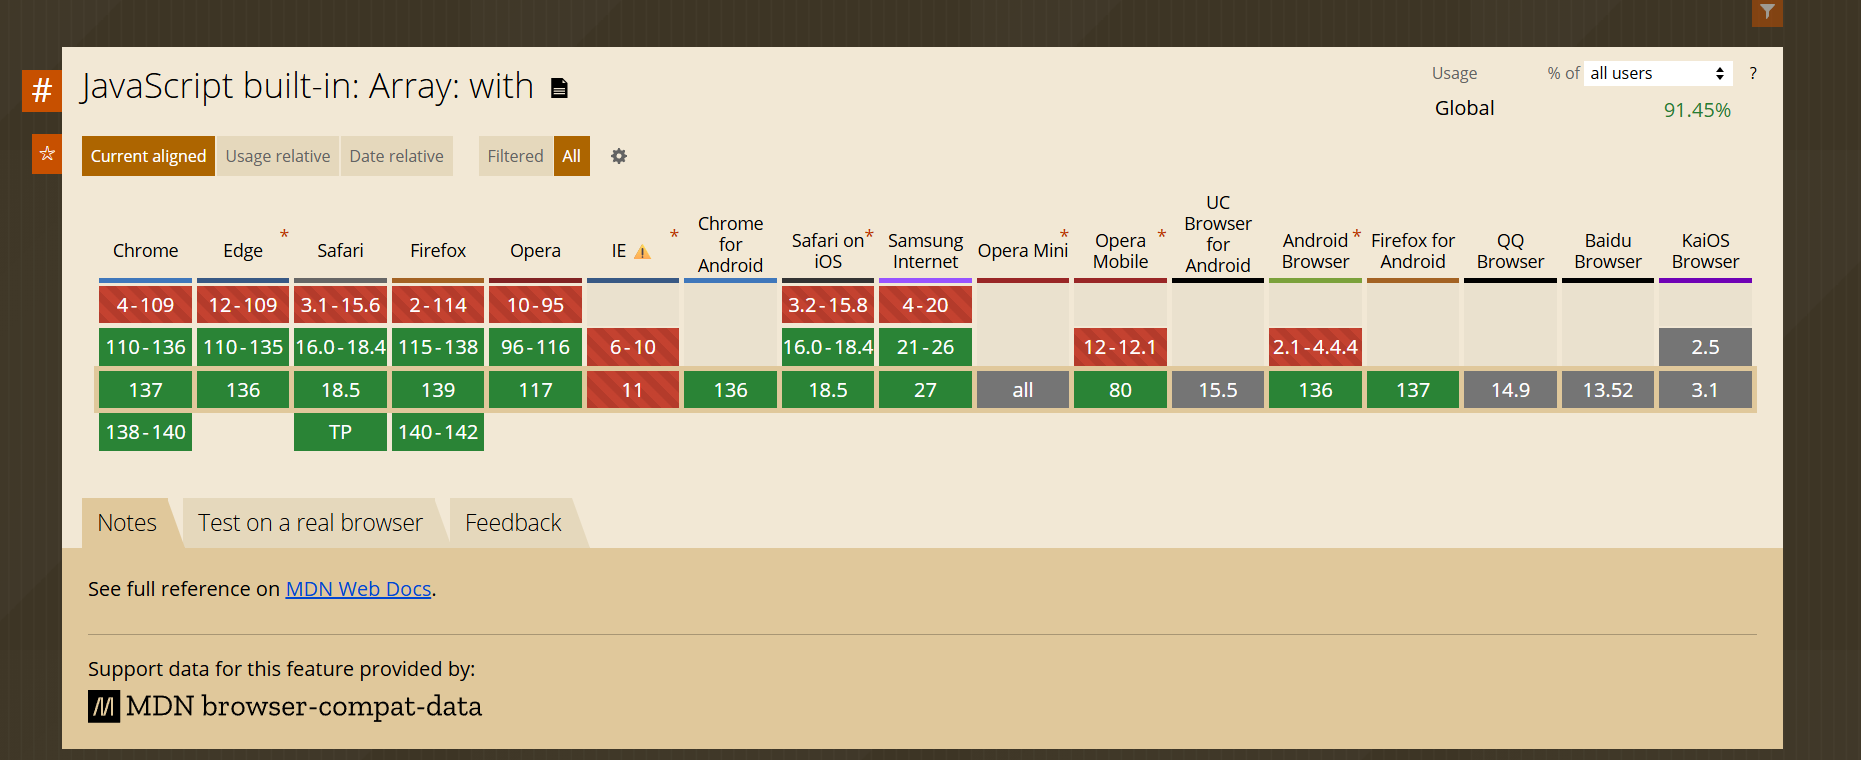 #
JavaScript built-in: Array: with
Usage % of all users ?
Global 91.45%
Current aligned Usage relative Date relative Filtered All
Chrome Edge * Safari Firefox Opera IE * Chrome for Android Safari on iOS * Samsung Internet Opera Mini * Opera Mobile * UC Browser for Android Android Browser * Firefox for Android QQ Browser Baidu Browser KaiOS Browser
4-109 12-109 3.1-15.6 2-114 10-95 3.2-15.8 4-20
110-136 110-135 16.0-18.4 115-138 96-116 6-10 16.0-18.4 21-26 12-12.1 2.1-4.4.4 2.5
137 136 18.5 139 117 11 136 18.5 27 all 80 15.5 136 137 14.9 13.52 3.1
138-140 TP 140-142
Notes Test on a real browser Feedback
See full reference on MDN Web Docs.
Support data for this feature provided by:
MDN browser-compat-data